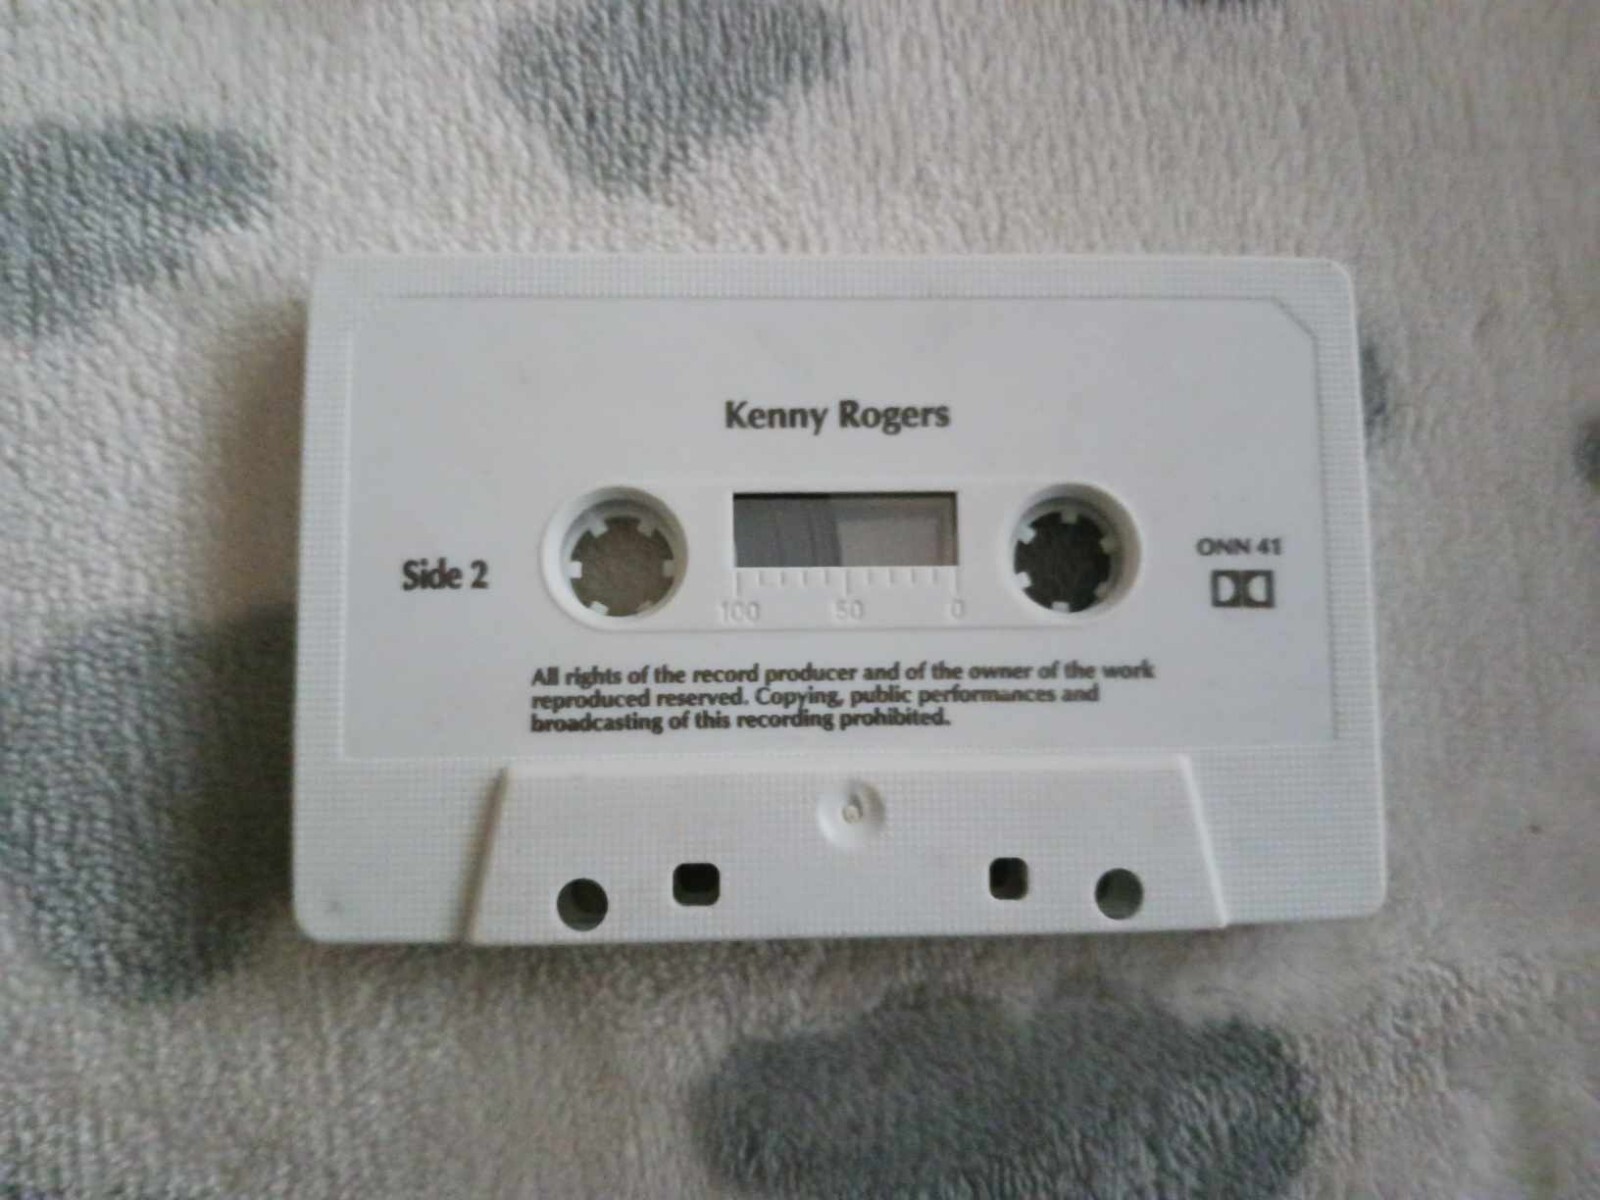 Kenny Rogers
Side 2
ONN 41
100 50 0
All rights of the record producer and of the owner of the work
reproduced reserved. Copying, public performances and
broadcasting of this recording prohibited.